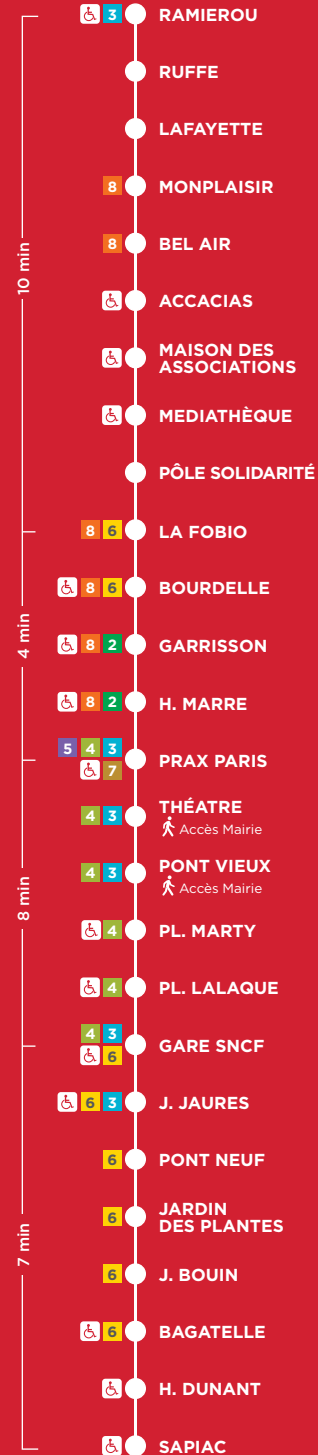 3 RAMIEROU
RUFFE
LAFAYETTE
8 MONPLAISIR
8 BEL AIR
10 min
ACCACIAS
MAISON DES
ASSOCIATIONS
MEDIATHÈQUE
PÔLE SOLIDARITÉ
8 6 LA FOBIO
8 6 BOURDELLE
4 min
8 2 GARRISSON
8 2 H. MARRE
5 4 3
7
PRAX PARIS
4 3 THÉATRE
Accès Mairie
4 3 PONT VIEUX
Accès Mairie
8 min
4 PL. MARTY
4 PL. LALAQUE
4 3
6
GARE SNCF
6 3 J. JAURES
6 PONT NEUF
6 JARDIN
DES PLANTES
7 min
6 J. BOUIN
6 BAGATELLE
H. DUNANT
SAPIAC